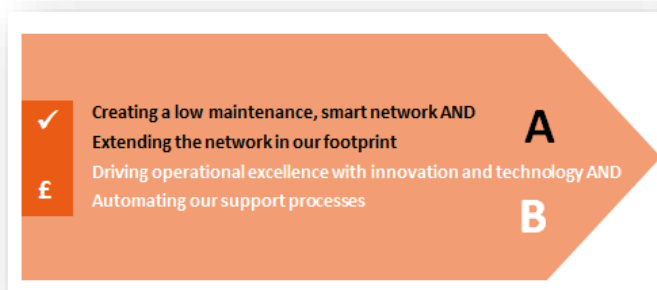 ✓
Creating a low maintenance, smart network AND
Extending the network in our footprint
A
Driving operational excellence with innovation and technology AND
£
Automating our support processes
B